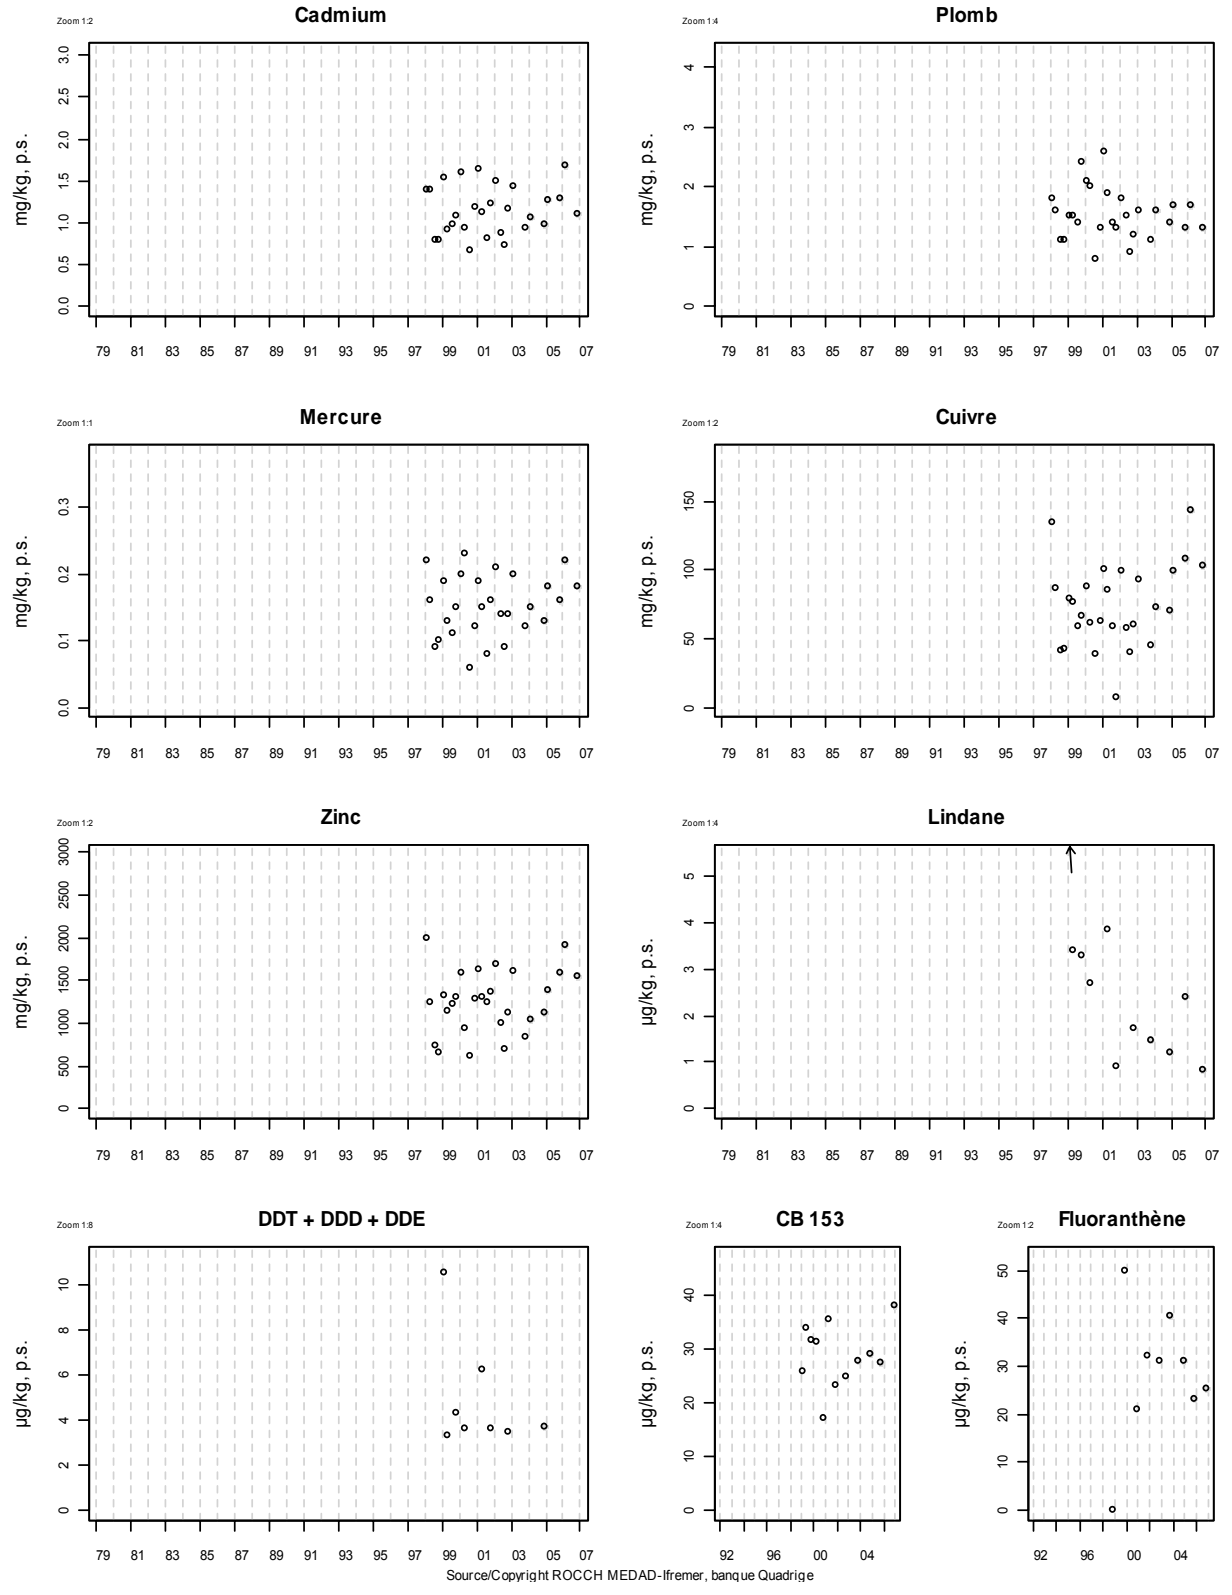 Zoom 1:2 Cadmium
mg/kg, p.s.
0.0 0.5 1.0 1.5 2.0 2.5 3.0
79 81 83 85 87 89 91 93 95 97 99 01 03 05 07
Zoom 1:4 Plomb
mg/kg, p.s.
0 1 2 3 4
79 81 83 85 87 89 91 93 95 97 99 01 03 05 07
Zoom 1:1 Mercure
mg/kg, p.s.
0.0 0.1 0.2 0.3
79 81 83 85 87 89 91 93 95 97 99 01 03 05 07
Zoom 1:2 Cuivre
mg/kg, p.s.
0 50 100 150
79 81 83 85 87 89 91 93 95 97 99 01 03 05 07
Zoom 1:2 Zinc
mg/kg, p.s.
0 500 1000 1500 2000 2500 3000
79 81 83 85 87 89 91 93 95 97 99 01 03 05 07
Zoom 1:4 Lindane
µg/kg, p.s.
0 1 2 3 4 5
79 81 83 85 87 89 91 93 95 97 99 01 03 05 07
Zoom 1:8 DDT + DDD + DDE
µg/kg, p.s.
0 2 4 6 8 10
79 81 83 85 87 89 91 93 95 97 99 01 03 05 07
Zoom 1:4 CB 153
µg/kg, p.s.
0 10 20 30 40
92 96 00 04
Zoom 1:2 Fluoranthène
µg/kg, p.s.
0 10 20 30 40 50
92 96 00 04
Source/Copyright ROCCH MEDAD-Ifremer, banque Quadrige